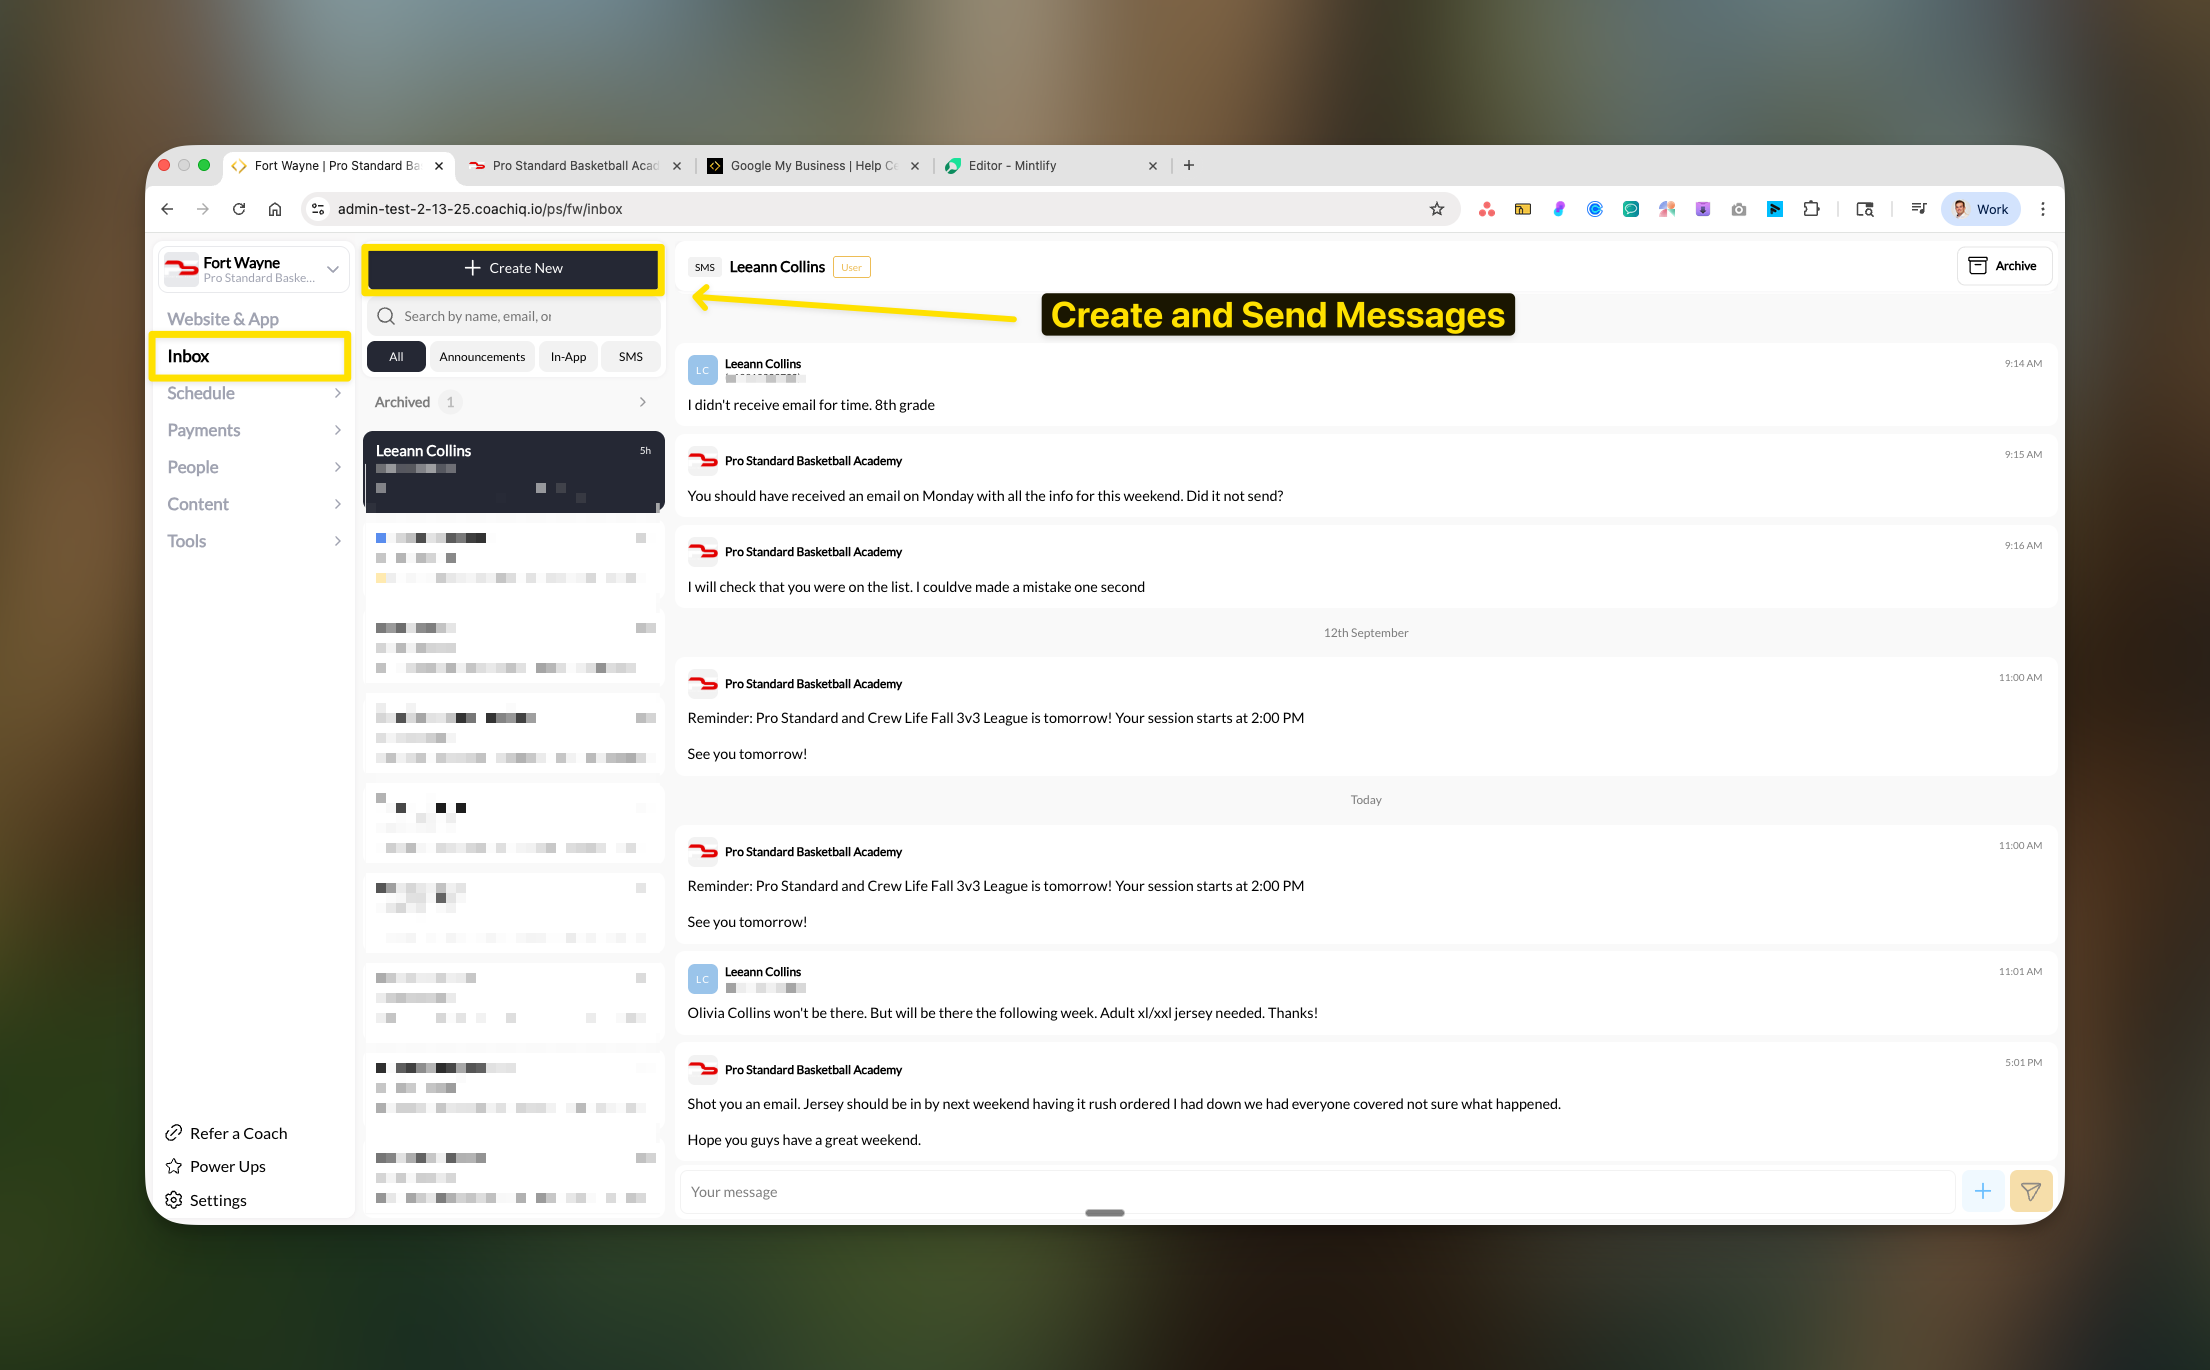 Fort Wayne | Pro Standard Ba
Pro Standard Basketball Acad
Google My Business | Help Ce
Editor - Mintlify
admin-test-2-13-25.coachiq.io/ps/fw/inbox
Work
Fort Wayne
Pro Standard Baske...
Website & App
Inbox
Schedule
Payments
People
Content
Tools
Refer a Coach
Power Ups
Settings
Create New
Search by name, email, or
All
Announcements
In-App
SMS
Archived 1
Leeann Collins
5h
SMS
Leeann Collins
User
Archive
Create and Send Messages
LC
Leeann Collins
9:14 AM
I didn't receive email for time. 8th grade
Pro Standard Basketball Academy
9:15 AM
You should have received an email on Monday with all the info for this weekend. Did it not send?
Pro Standard Basketball Academy
9:16 AM
I will check that you were on the list. I couldve made a mistake one second
12th September
Pro Standard Basketball Academy
11:00 AM
Reminder: Pro Standard and Crew Life Fall 3v3 League is tomorrow! Your session starts at 2:00 PM
See you tomorrow!
Today
Pro Standard Basketball Academy
11:00 AM
Reminder: Pro Standard and Crew Life Fall 3v3 League is tomorrow! Your session starts at 2:00 PM
See you tomorrow!
LC
Leeann Collins
11:01 AM
Olivia Collins won't be there. But will be there the following week. Adult xl/xxl jersey needed. Thanks!
Pro Standard Basketball Academy
5:01 PM
Shot you an email. Jersey should be in by next weekend having it rush ordered I had down we had everyone covered not sure what happened.
Hope you guys have a great weekend.
Your message